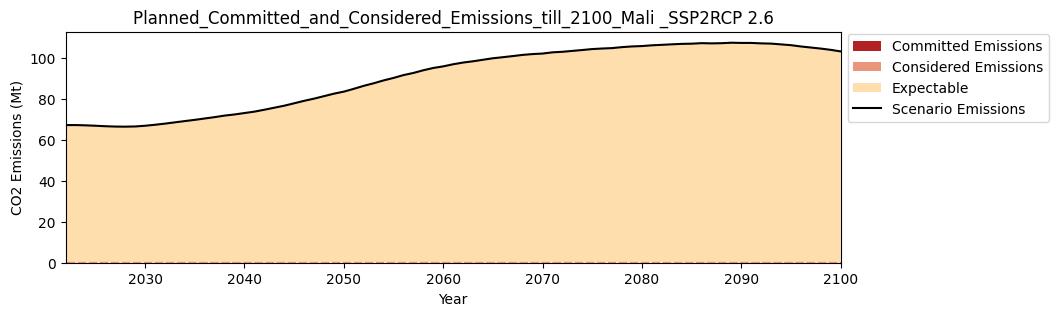 Planned_Committed_and_Considered_Emissions_till_2100_Mali _SSP2RCP 2.6
CO2 Emissions (Mt)
100
80
60
40
20
0
2030 2040 2050 2060 2070 2080 2090 2100
Year
Committed Emissions
Considered Emissions
Expectable
Scenario Emissions